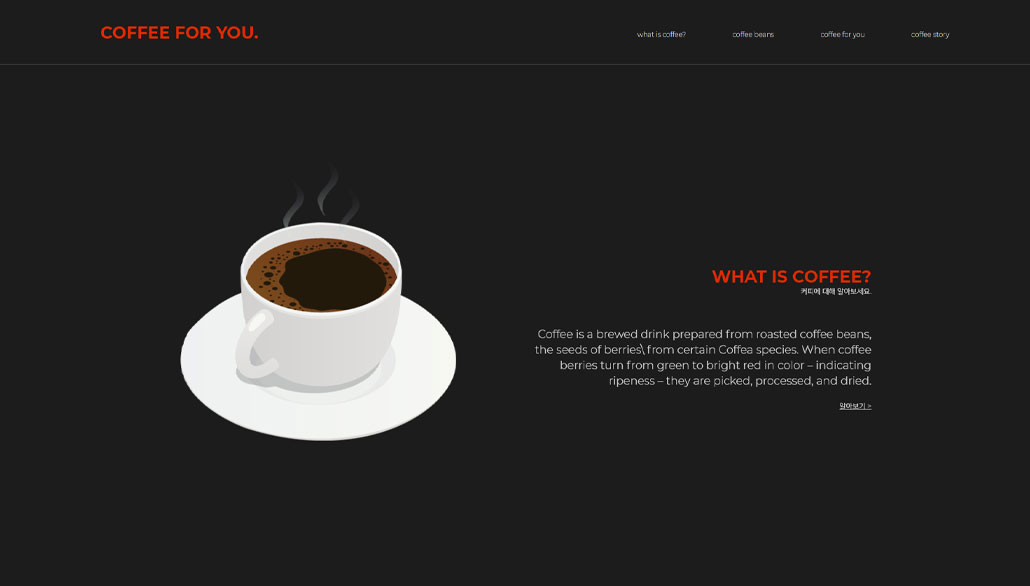 COFFEE FOR YOU.
what is coffee?
coffee beans
coffee for you
coffee story
WHAT IS COFFEE?
커피에 대해 알아보세요.
Coffee is a brewed drink prepared from roasted coffee beans,
the seeds of berries\ from certain Coffea species. When coffee
berries turn from green to bright red in color – indicating
ripeness – they are picked, processed, and dried.
알아보기 >